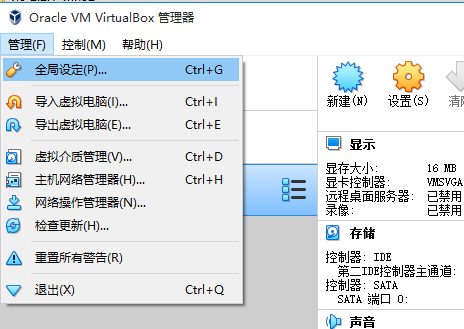 Oracle VM VirtualBox 管理器
管理(F) 控制(M) 帮助(H)
全局设定(P)... Ctrl+G
导入虚拟电脑(I)... Ctrl+I
导出虚拟电脑(E)... Ctrl+E
虚拟介质管理(V)... Ctrl+D
主机网络管理器(H)... Ctrl+H
网络操作管理器(N)...
检查更新(H)...
重置所有警告(R)
退出(X) Ctrl+Q
新建(N) 设置(S) 清除
显示
显存大小: 16 MB
显卡控制器: VMSVGA
远程桌面服务器: 已禁用
录像: 已禁用
存储
控制器: IDE
第二IDE控制器主通道:
控制器: SATA
SATA 端口 0:
声音